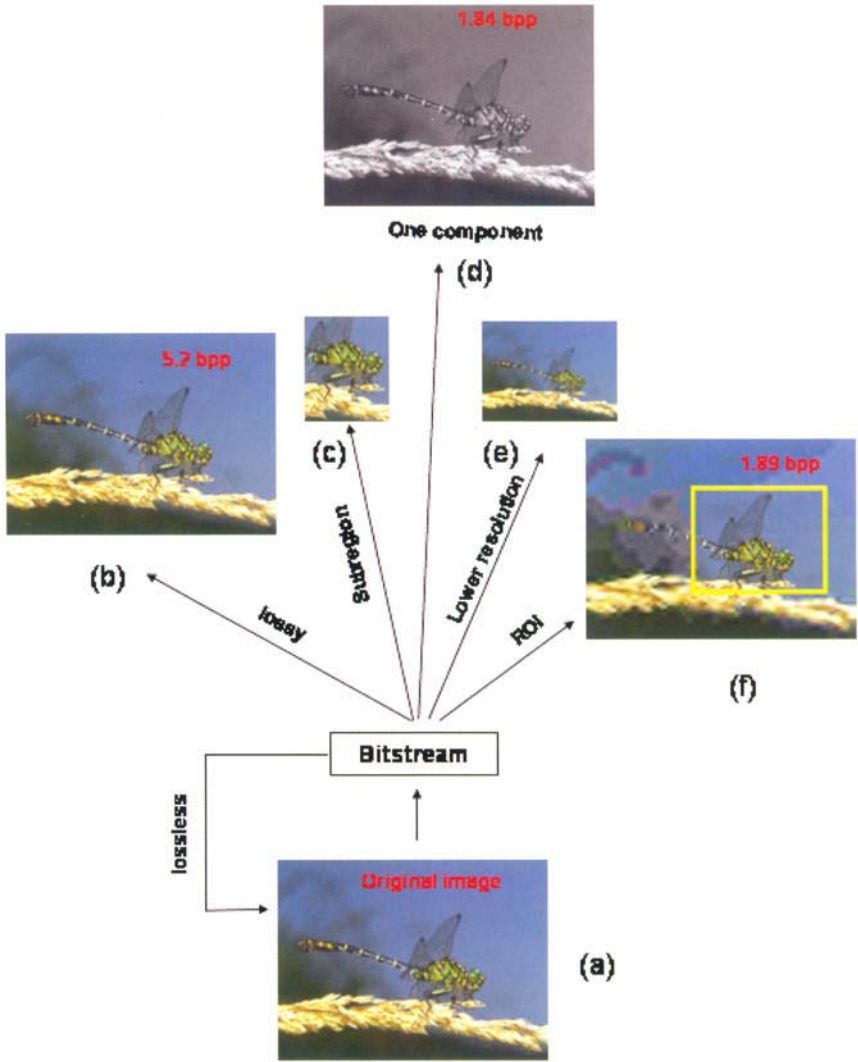 1.84 bpp
One component
(d)
5.2 bpp
(b)
(c)
(e)
1.89 bpp
(f)
lossy
Subregion
Lower resolution
ROI
Bitstream
lossless
Original image
(a)